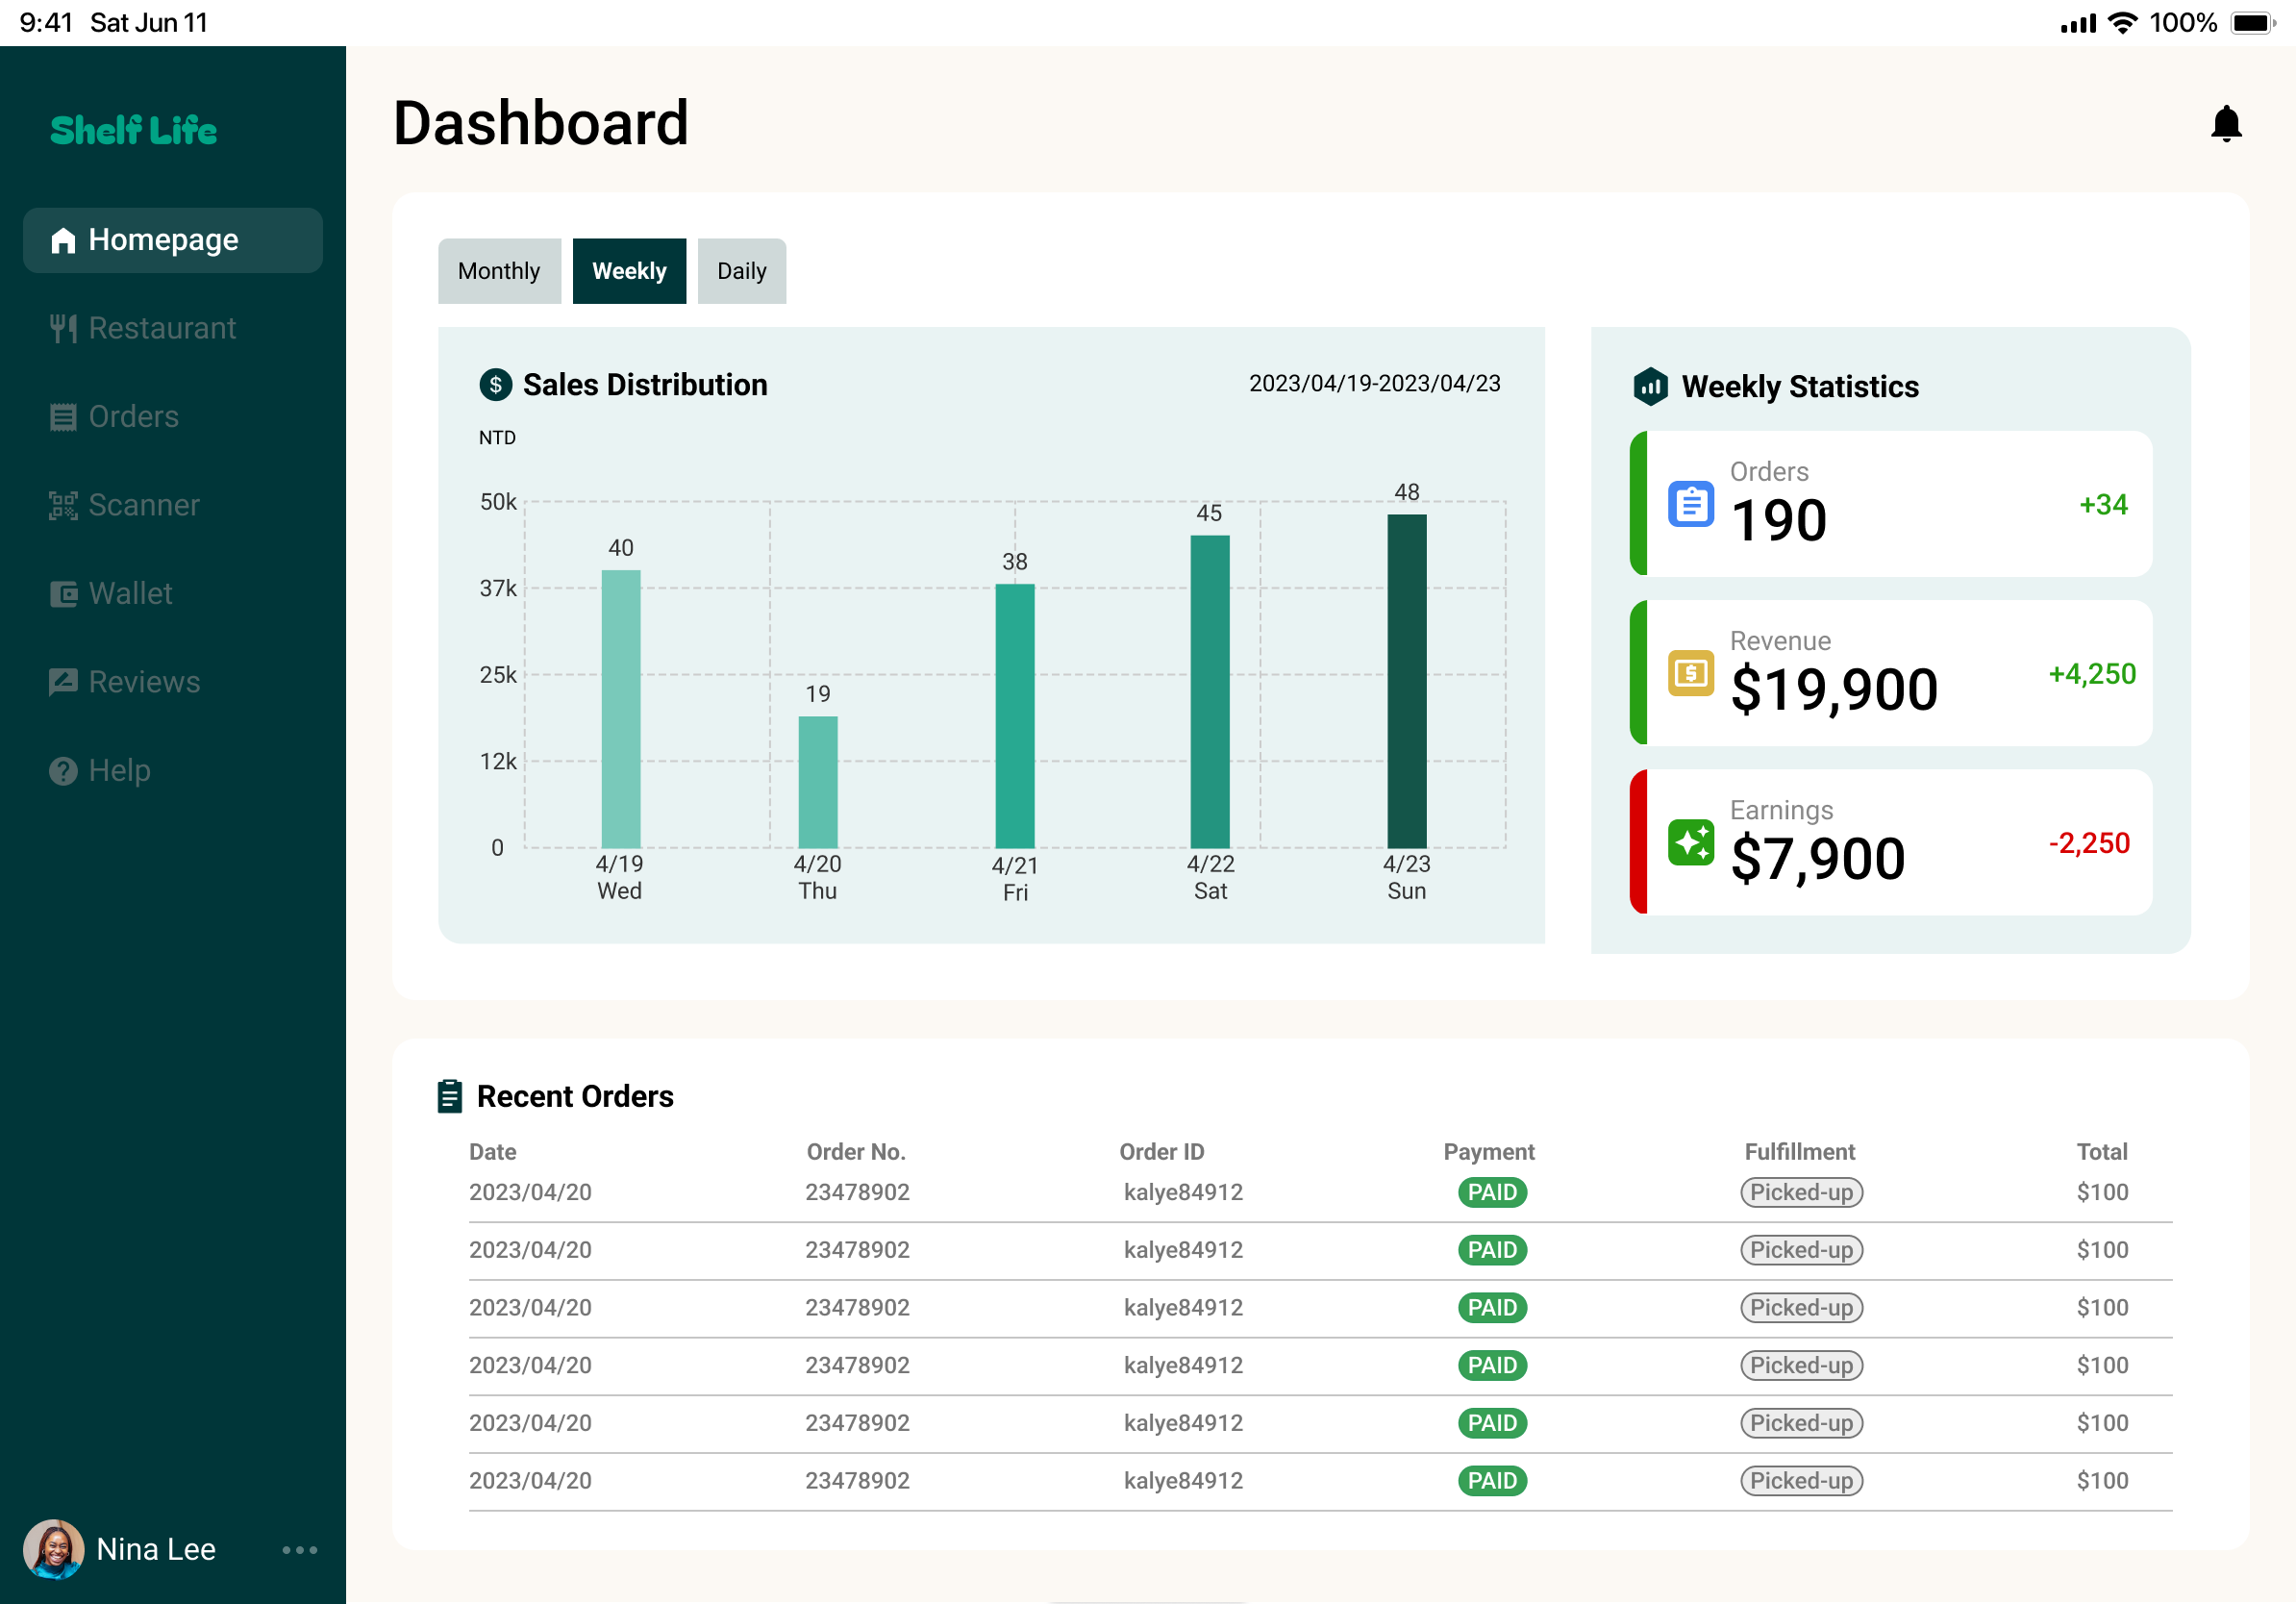 9:41 Sat Jun 11
100%
Shelf Life
Homepage
Restaurant
Orders
Scanner
Wallet
Reviews
Help
Nina Lee
Dashboard
Monthly
Weekly
Daily
Sales Distribution
2023/04/19-2023/04/23
NTD
50k
37k
25k
12k
0
40
19
38
45
48
4/19
Wed
4/20
Thu
4/21
Fri
4/22
Sat
4/23
Sun
Weekly Statistics
Orders
190
+34
Revenue
$19,900
+4,250
Earnings
$7,900
-2,250
Recent Orders
Date Order No. Order ID Payment Fulfillment Total
2023/04/20 23478902 kalye84912 PAID Picked-up $100
2023/04/20 23478902 kalye84912 PAID Picked-up $100
2023/04/20 23478902 kalye84912 PAID Picked-up $100
2023/04/20 23478902 kalye84912 PAID Picked-up $100
2023/04/20 23478902 kalye84912 PAID Picked-up $100
2023/04/20 23478902 kalye84912 PAID Picked-up $100